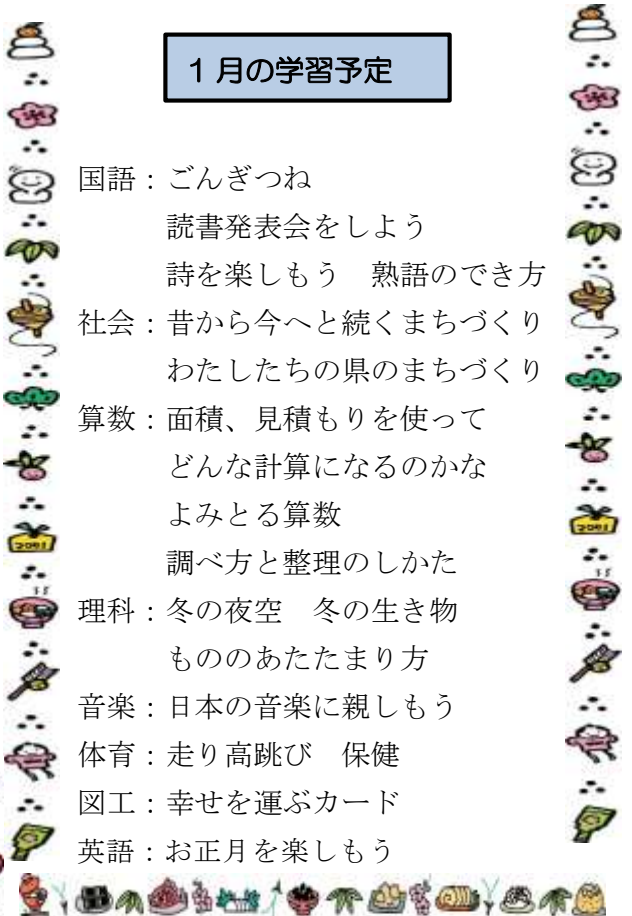 1月の学習予定
国語：ごんぎつね
読書発表会をしよう
詩を楽しもう　熟語のでき方
社会：昔から今へと続くまちづくり
わたしたちの県のまちづくり
算数：面積、見積もりを使って
どんな計算になるのかな
よみとる算数
調べ方と整理のしかた
理科：冬の夜空　冬の生き物
もののあたたまり方
音楽：日本の音楽に親しもう
体育：走り高跳び　保健
図工：幸せを運ぶカード
英語：お正月を楽しもう